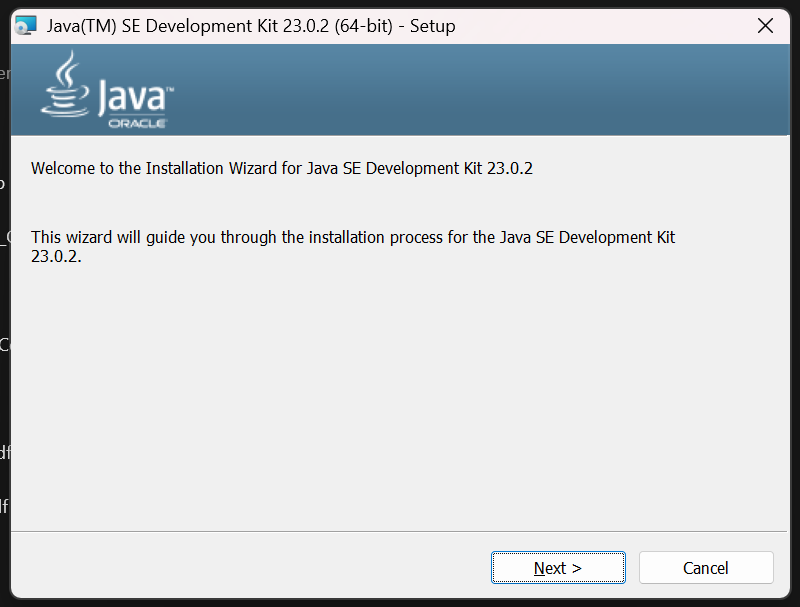 Java(TM) SE Development Kit 23.0.2 (64-bit) - Setup
Java™
ORACLE
Welcome to the Installation Wizard for Java SE Development Kit 23.0.2
This wizard will guide you through the installation process for the Java SE Development Kit
23.0.2.
Next >
Cancel